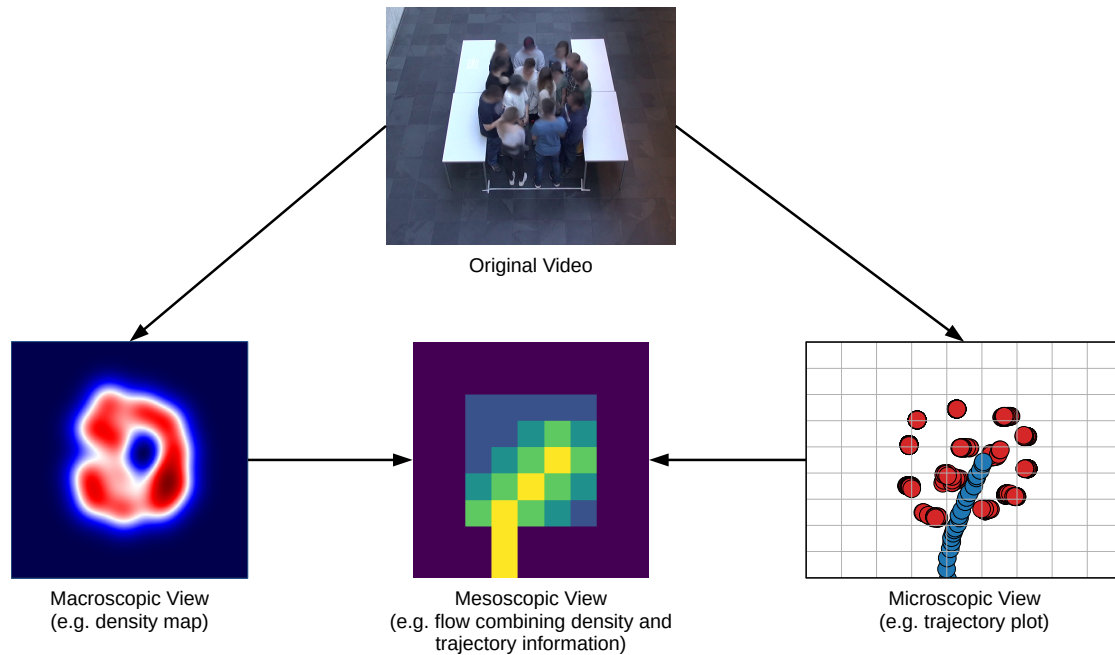 Original Video
Macroscopic View
(e.g. density map)
Mesoscopic View
(e.g. flow combining density and
trajectory information)
Microscopic View
(e.g. trajectory plot)